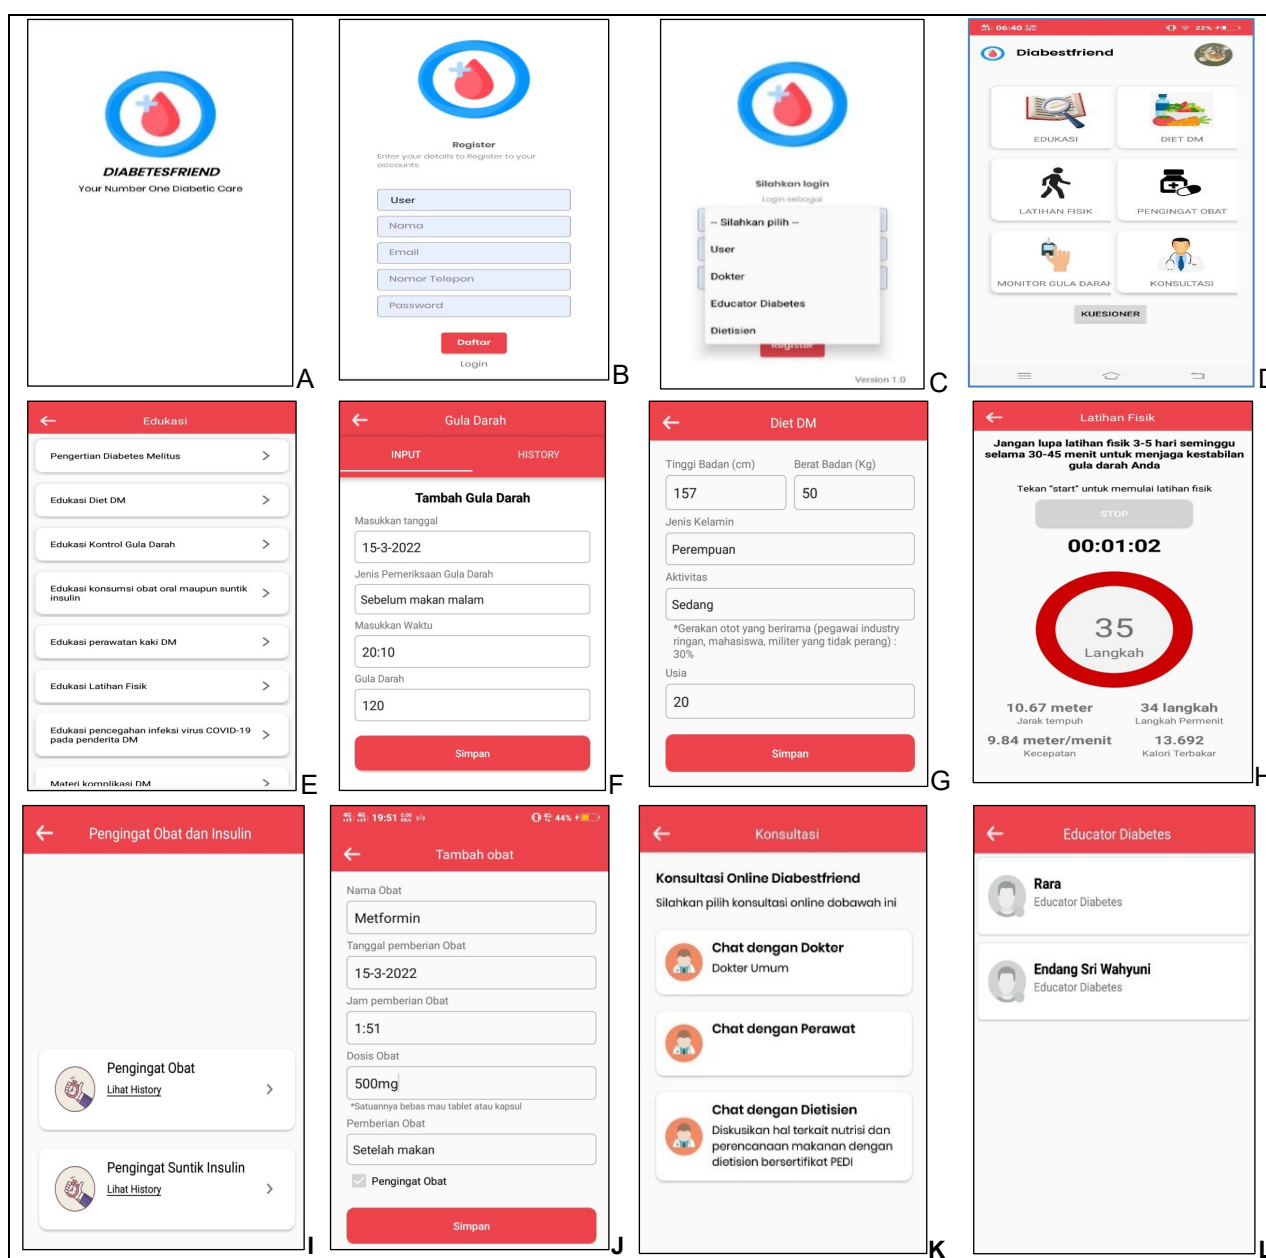 DIABETESFRIEND
Your Number One Diabetic Care
A
Register
Enter your details to Register to your
accounts
User
Nama
Email
Nomor Telepon
Password
Daftar
Login
B
Silahkan login
Login sebagai
-- Silahkan pilih --
User
Dokter
Educator Diabetes
Dietisien
Register
Version 1.0
C
06:40
22%
Diabestfriend
EDUKASI
DIET DM
LATIHAN FISIK
PENGINGAT OBAT
MONITOR GULA DARAH
KONSULTASI
KUESIONER
D
Edukasi
Pengertian Diabetes Melitus
Edukasi Diet DM
Edukasi Kontrol Gula Darah
Edukasi konsumsi obat oral maupun suntik
insulin
Edukasi perawatan kaki DM
Edukasi Latihan Fisik
Edukasi pencegahan infeksi virus COVID-19
pada penderita DM
Materi komplikasi DM
E
Gula Darah
INPUT HISTORY
Tambah Gula Darah
Masukkan tanggal
15-3-2022
Jenis Pemeriksaan Gula Darah
Sebelum makan malam
Masukkan Waktu
20:10
Gula Darah
120
Simpan
F
Diet DM
Tinggi Badan (cm) Berat Badan (Kg)
157 50
Jenis Kelamin
Perempuan
Aktivitas
Sedang
*Gerakan otot yang berirama (pegawai industry
ringan, mahasiswa, militer yang tidak perang) :
30%
Usia
20
Simpan
G
Latihan Fisik
Jangan lupa latihan fisik 3-5 hari seminggu
selama 30-45 menit untuk menjaga kestabilan
gula darah Anda
Tekan "start" untuk memulai latihan fisik
STOP
00:01:02
35
Langkah
10.67 meter 34 langkah
Jarak tempuh Langkah Permenit
9.84 meter/menit 13.692
Kecepatan Kalori Terbakar
H
Pengingat Obat dan Insulin
Pengingat Obat
Lihat History
Pengingat Suntik Insulin
Lihat History
I
4G 4G 19:51 44%
Tambah obat
Nama Obat
Metformin
Tanggal pemberian Obat
15-3-2022
Jam pemberian Obat
1:51
Dosis Obat
500mg
*Satuannya bebas mau tablet atau kapsul
Pemberian Obat
Setelah makan
Pengingat Obat
Simpan
J
Konsultasi
Konsultasi Online Diabestfriend
Silahkan pilih konsultasi online dobawah ini
Chat dengan Dokter
Dokter Umum
Chat dengan Perawat
Chat dengan Dietisien
Diskusikan hal terkait nutrisi dan
perencanaan makanan dengan
dietisien bersertifikat PEDI
K
Educator Diabetes
Rara
Educator Diabetes
Endang Sri Wahyuni
Educator Diabetes
L